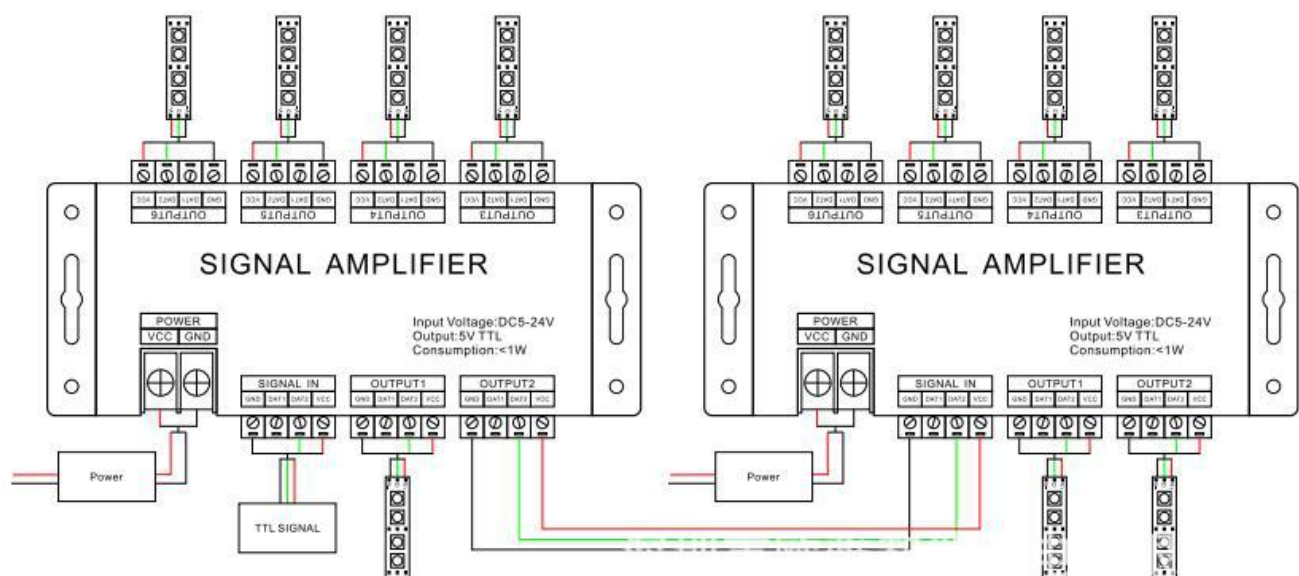 VCC DAT2 DAT1 GND VCC DAT2 DAT1 GND VCC DAT2 DAT1 GND VCC DAT2 DAT1 GND VCC DAT2 DAT1 GND VCC DAT2 DAT1 GND VCC DAT2 DAT1 GND VCC DAT2 DAT1 GND
OUTPUT6 OUTPUT5 OUTPUT4 OUTPUT3 OUTPUT6 OUTPUT5 OUTPUT4 OUTPUT3
SIGNAL AMPLIFIER SIGNAL AMPLIFIER
POWER Input Voltage:DC5-24V POWER Input Voltage:DC5-24V
VCC GND Output:5V TTL VCC GND Output:5V TTL
Consumption:<1W Consumption:<1W
SIGNAL IN OUTPUT1 OUTPUT2 SIGNAL IN OUTPUT1 OUTPUT2
GND DAT1 DAT2 VCC GND DAT1 DAT2 VCC GND DAT1 DAT2 VCC GND DAT1 DAT2 VCC GND DAT1 DAT2 VCC GND DAT1 DAT2 VCC
Power Power
TTL SIGNAL